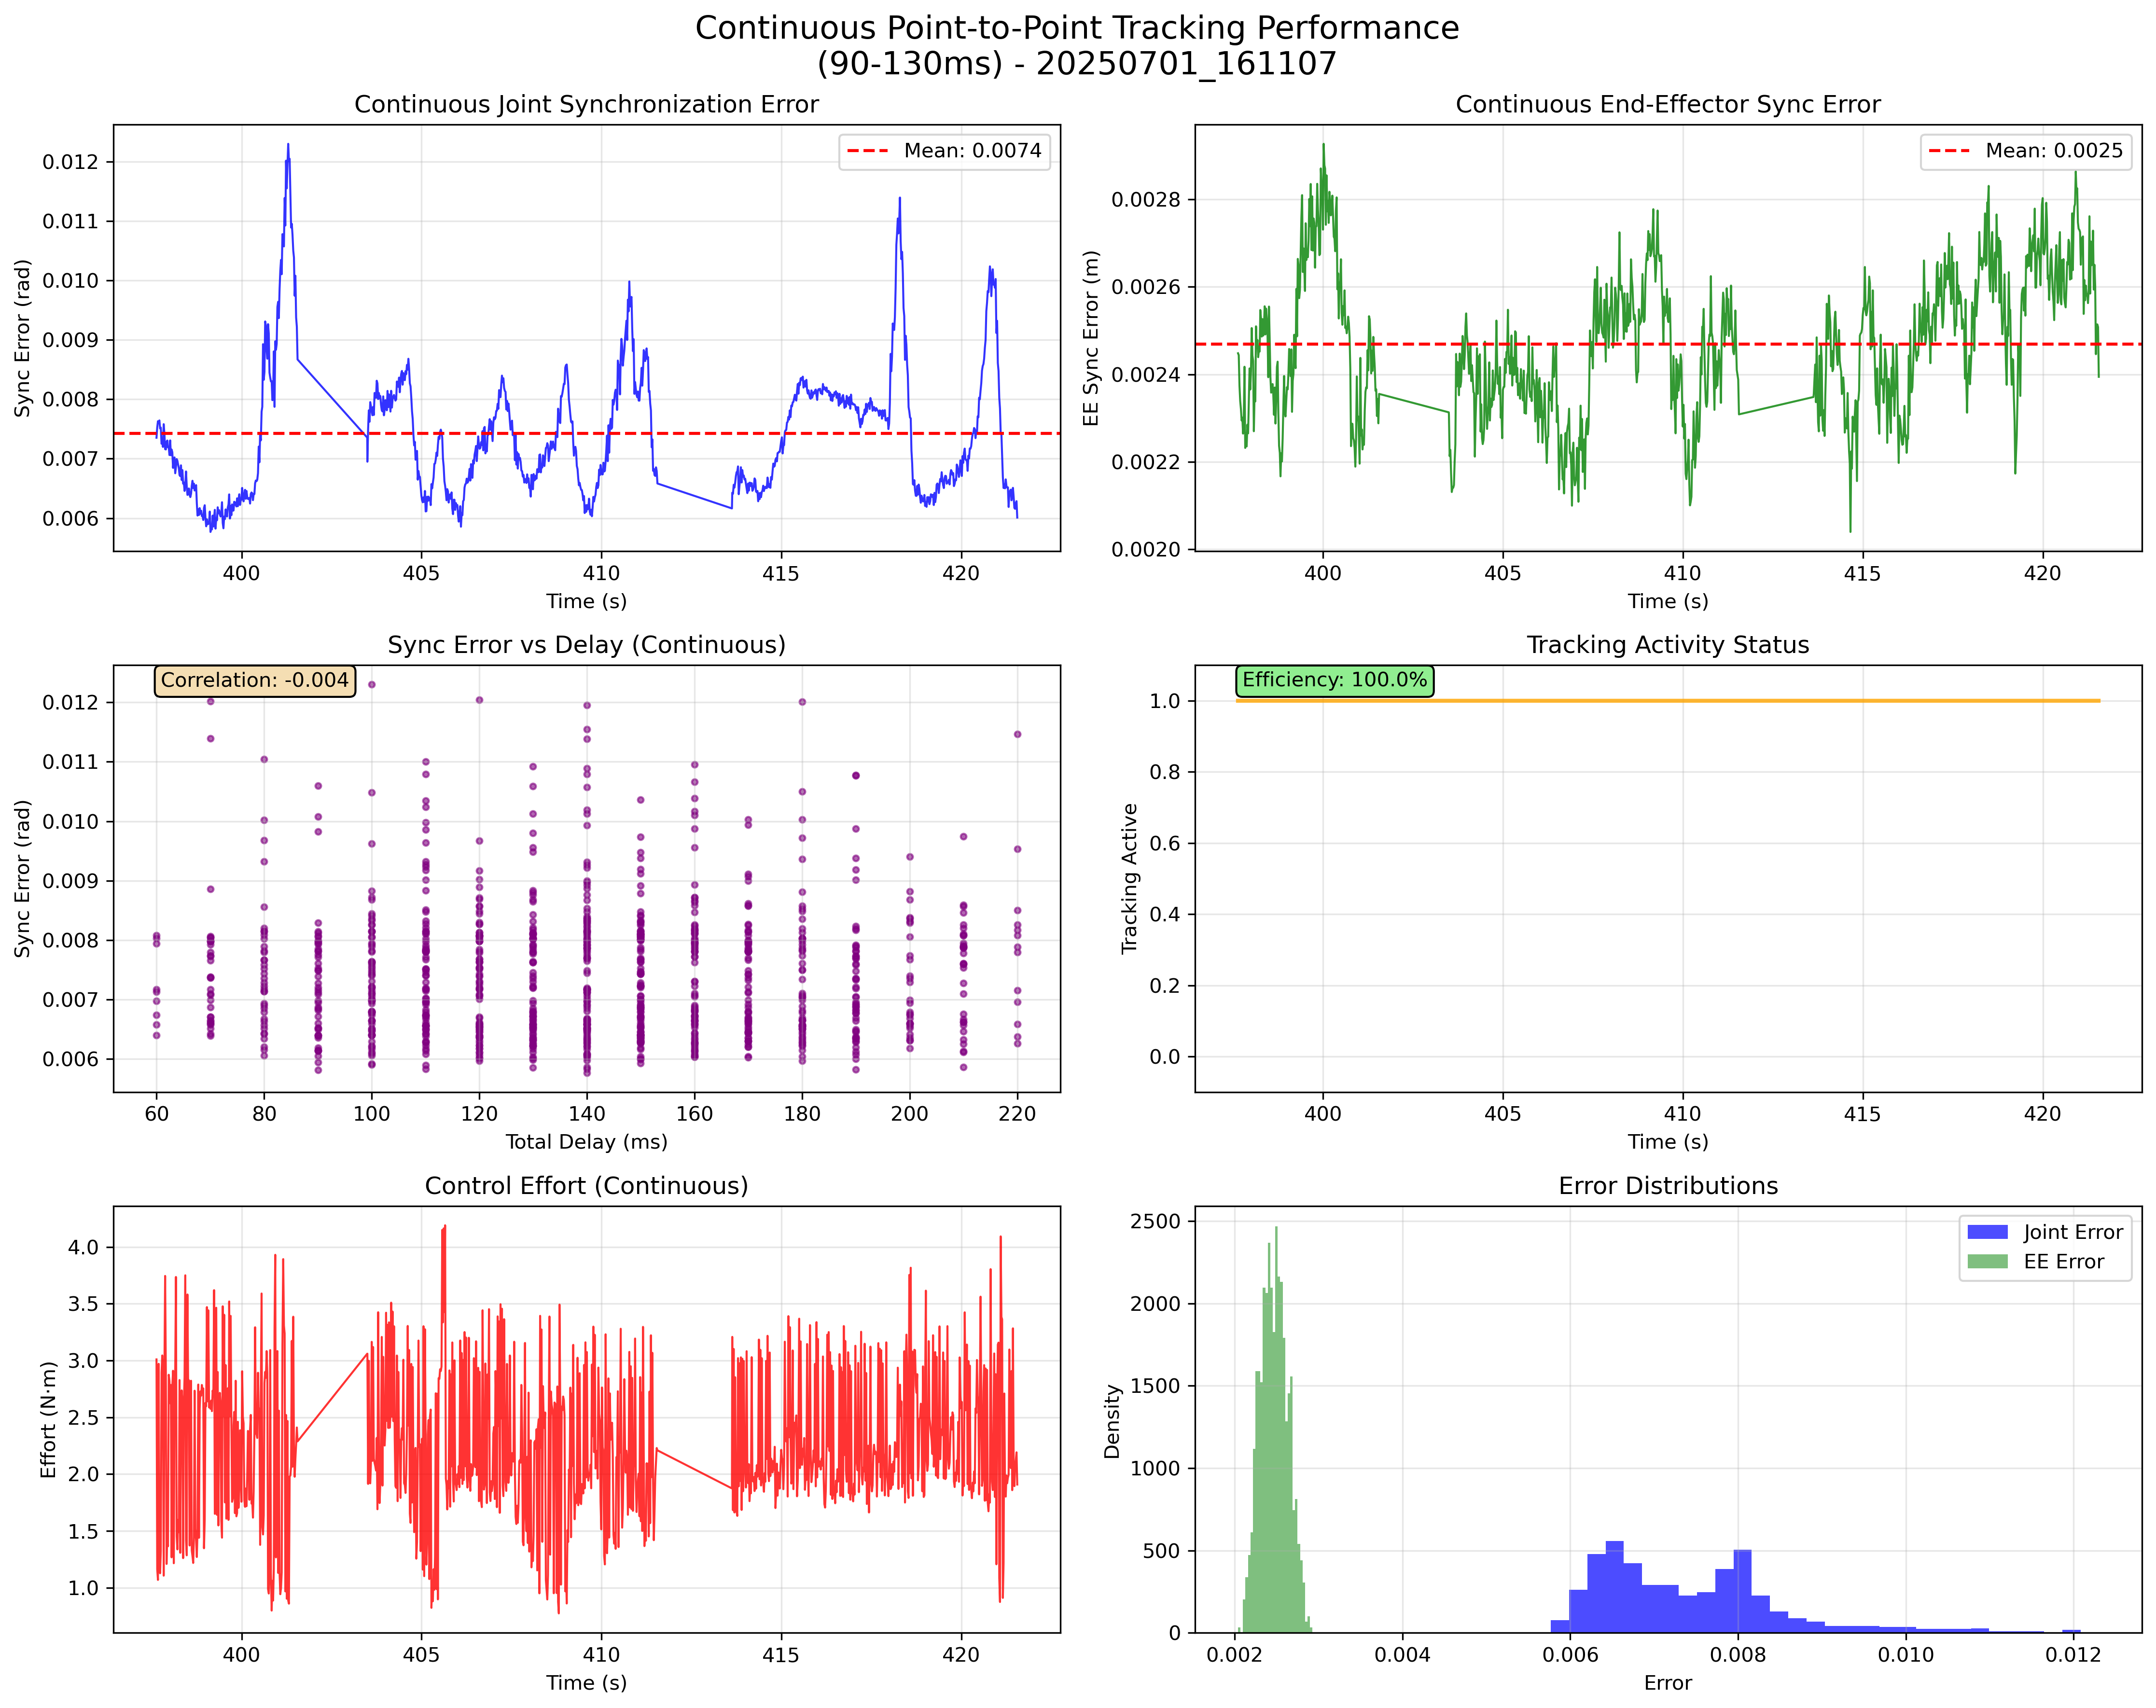 Continuous Point-to-Point Tracking Performance
(90-130ms) - 20250701_161107
Continuous Joint Synchronization Error
Sync Error (rad)
0.012
0.011
0.010
0.009
0.008
0.007
0.006
Mean: 0.0074
400 405 410 415 420
Time (s)
Continuous End-Effector Sync Error
EE Sync Error (m)
0.0028
0.0026
0.0024
0.0022
0.0020
Mean: 0.0025
400 405 410 415 420
Time (s)
Sync Error vs Delay (Continuous)
Sync Error (rad)
Correlation: -0.004
0.012
0.011
0.010
0.009
0.008
0.007
0.006
60 80 100 120 140 160 180 200 220
Total Delay (ms)
Tracking Activity Status
Tracking Active
Efficiency: 100.0%
1.0
0.8
0.6
0.4
0.2
0.0
400 405 410 415 420
Time (s)
Control Effort (Continuous)
Effort (N·m)
4.0
3.5
3.0
2.5
2.0
1.5
1.0
400 405 410 415 420
Time (s)
Error Distributions
Density
2500
2000
1500
1000
500
0
Joint Error
EE Error
0.002 0.004 0.006 0.008 0.010 0.012
Error